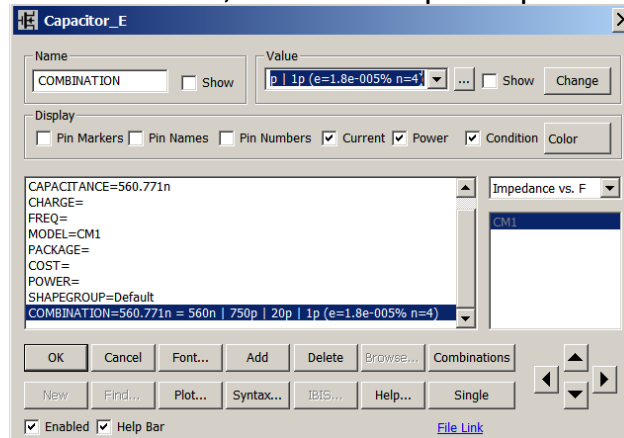 Capacitor_E
Name
Value
COMBINATION
Show
p | 1p (e=1.8e-005% n=4)
...
Show
Change
Display
Pin Markers Pin Names Pin Numbers Current Power Condition Color
CAPACITANCE=560.771n
CHARGE=
FREQ=
MODEL=CM1
PACKAGE=
COST=
POWER=
SHAPEGROUP=Default
COMBINATION=560.771n = 560n | 750p | 20p | 1p (e=1.8e-005% n=4)
Impedance vs. F
CM1
OK Cancel Font... Add Delete Browse... Combinations
New Find... Plot... Syntax... IBIS... Help... Single
Enabled Help Bar File Link